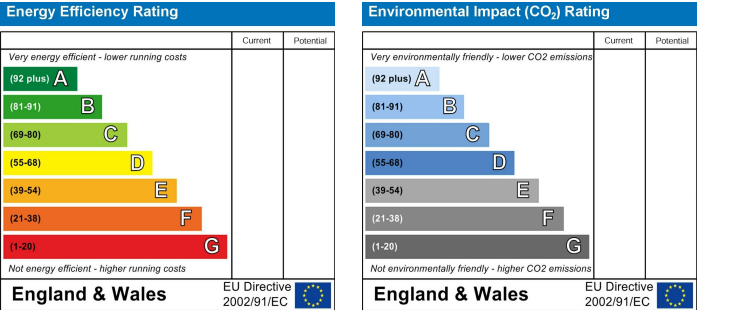 Energy Efficiency Rating
Current Potential
Very energy efficient - lower running costs
(92 plus) A
(81-91) B
(69-80) C
(55-68) D
(39-54) E
(21-38) F
(1-20) G
Not energy efficient - higher running costs
England & Wales
EU Directive
2002/91/EC
Environmental Impact (CO₂) Rating
Current Potential
Very environmentally friendly - lower CO2 emissions
(92 plus) A
(81-91) B
(69-80) C
(55-68) D
(39-54) E
(21-38) F
(1-20) G
Not environmentally friendly - higher CO2 emissions
England & Wales
EU Directive
2002/91/EC